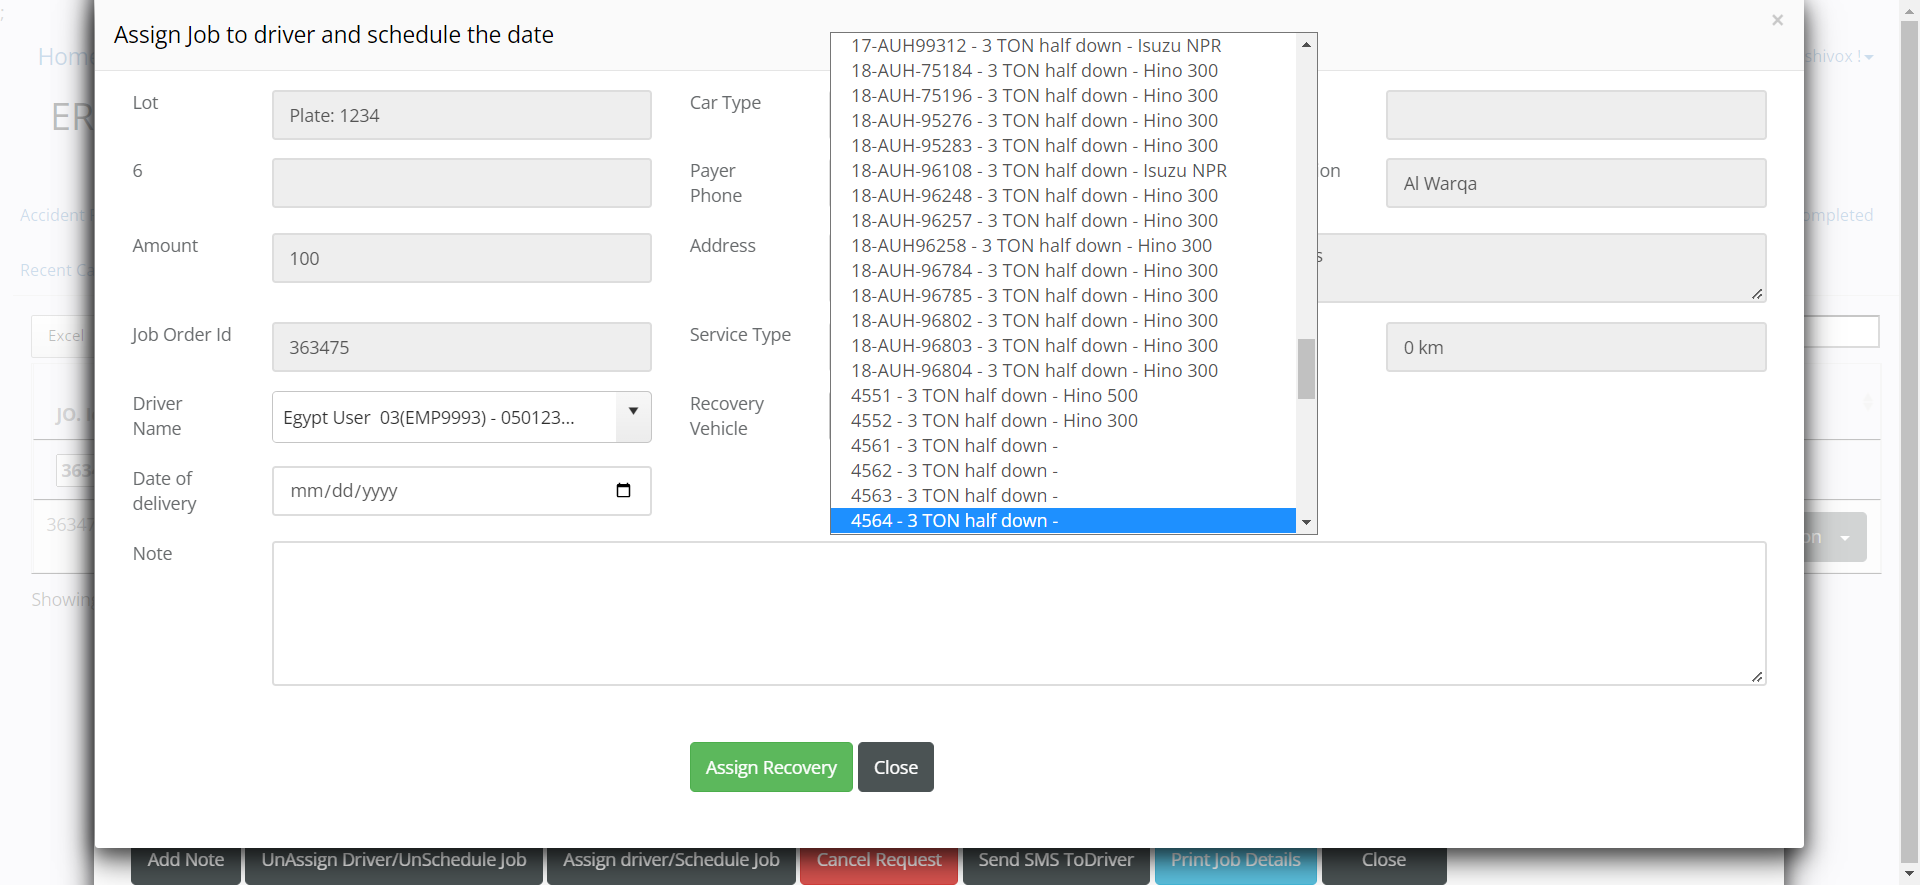 ;
Assign Job to driver and schedule the date
×
Home
shivox !
ER
Lot
Plate: 1234
Car Type
6
Payer
Phone
on
Al Warqa
Accident
ompleted
Amount
100
Address
s
Recent Ca
Excel
Job Order Id
363475
Service Type
0 km
JO. I
Driver
Name
Egypt User 03(EMP9993) - 050123...
Recovery
Vehicle
363
Date of
delivery
mm/dd/yyyy
36347
on
Note
Showing
17-AUH99312 - 3 TON half down - Isuzu NPR
18-AUH-75184 - 3 TON half down - Hino 300
18-AUH-75196 - 3 TON half down - Hino 300
18-AUH-95276 - 3 TON half down - Hino 300
18-AUH-95283 - 3 TON half down - Hino 300
18-AUH-96108 - 3 TON half down - Isuzu NPR
18-AUH-96248 - 3 TON half down - Hino 300
18-AUH-96257 - 3 TON half down - Hino 300
18-AUH96258 - 3 TON half down - Hino 300
18-AUH-96784 - 3 TON half down - Hino 300
18-AUH-96785 - 3 TON half down - Hino 300
18-AUH-96802 - 3 TON half down - Hino 300
18-AUH-96803 - 3 TON half down - Hino 300
18-AUH-96804 - 3 TON half down - Hino 300
4551 - 3 TON half down - Hino 500
4552 - 3 TON half down - Hino 300
4561 - 3 TON half down -
4562 - 3 TON half down -
4563 - 3 TON half down -
4564 - 3 TON half down -
Assign Recovery
Close
Add Note
UnAssign Driver/UnSchedule Job
Assign driver/Schedule Job
Cancel Request
Send SMS ToDriver
Print Job Details
Close